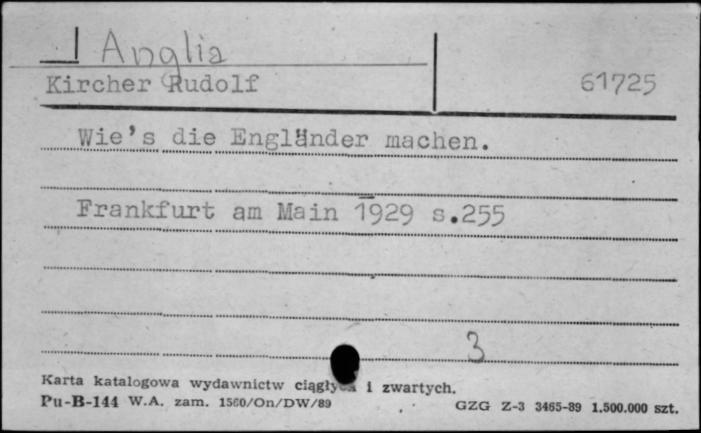 Anglia
Kircher Rudolf 61725
Wie's die Engländer machen.
Frankfurt am Main 1929 s.255
3
Karta katalogowa wydawnictw ciągłych i zwartych.
Pu-B-144 W.A. zam. 1560/On/DW/89 GZG Z-3 3465-89 1.500.000 szt.